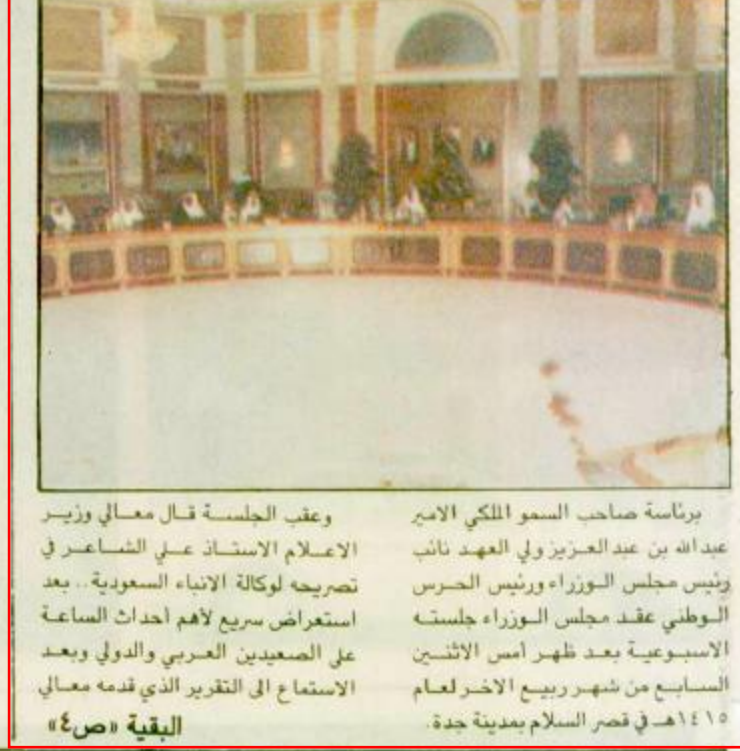 برئاسة صاحب السمو الملكي الامير
عبدالله بن عبدالعزيز ولي العهد نائب
رئيس مجلس الوزراء ورئيس الحرس
الوطني عقد مجلس الوزراء جلسته
الاسبوعية بعد ظهر أمس الاثنين
السابع من شهر ربيع الاخر لعام
١٤١٥هـ في قصر السلام بمدينة جدة.
وعقب الجلسة قال معالي وزير
الاعلام الاستاذ علي الشاعر في
تصريحه لوكالة الانباء السعودية.. بعد
استعراض سريع لأهم أحداث الساعة
على الصعيدين العربي والدولي وبعد
الاستماع الى التقرير الذي قدمه معالي
البقية «ص٤»